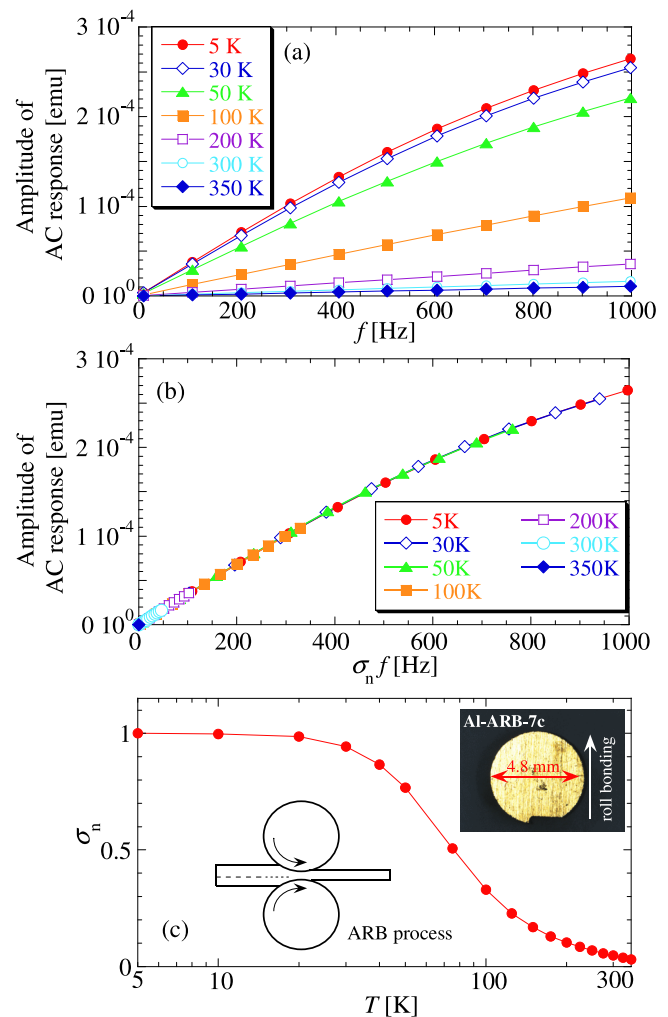 3 10⁻⁴
2 10⁻⁴
1 10⁻⁴
0 10⁰
Amplitude of
AC response [emu]
5 K
30 K
50 K
100 K
200 K
300 K
350 K
(a)
0 200 400 600 800 1000
f [Hz]
3 10⁻⁴
2 10⁻⁴
1 10⁻⁴
0 10⁰
Amplitude of
AC response [emu]
(b)
5K 200K
30K 300K
50K 350K
100K
0 200 400 600 800 1000
σₙ f [Hz]
1
0.5
0
σₙ
Al-ARB-7c
4.8 mm
roll bonding
ARB process
(c)
5 10 100 300
T [K]